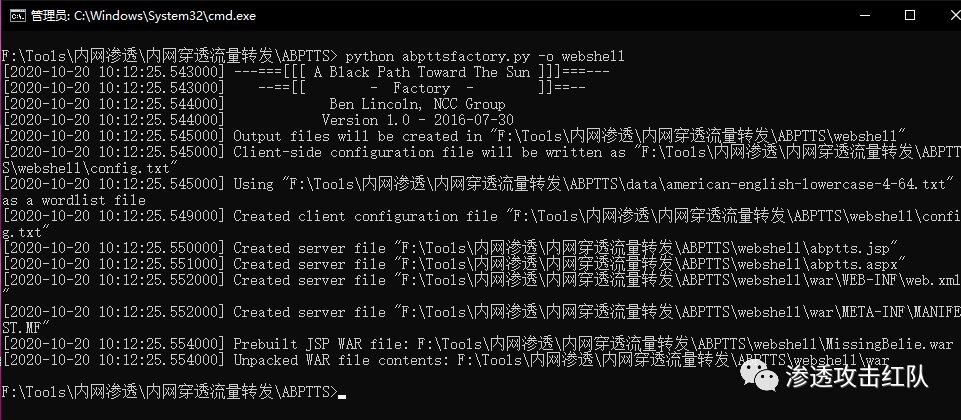 管理员: C:\Windows\System32\cmd.exe
F:\Tools\内网渗透\内网穿透流量转发\ABPTTS> python abpttsfactory.py -o webshell
[2020-10-20 10:12:25.543000] ---===[[[ A Black Path Toward The Sun ]]]===---
[2020-10-20 10:12:25.543000]    --==[[        -  Factory  -        ]]==--
[2020-10-20 10:12:25.544000]             Ben Lincoln, NCC Group
[2020-10-20 10:12:25.544000]            Version 1.0 - 2016-07-30
[2020-10-20 10:12:25.545000] Output files will be created in "F:\Tools\内网渗透\内网穿透流量转发\ABPTTS\webshell"
[2020-10-20 10:12:25.545000] Client-side configuration file will be written as "F:\Tools\内网渗透\内网穿透流量转发\ABPTT
S\webshell\config.txt"
[2020-10-20 10:12:25.545000] Using "F:\Tools\内网渗透\内网穿透流量转发\ABPTTS\data\american-english-lowercase-4-64.txt"
as a wordlist file
[2020-10-20 10:12:25.549000] Created client configuration file "F:\Tools\内网渗透\内网穿透流量转发\ABPTTS\webshell\confi
g.txt"
[2020-10-20 10:12:25.550000] Created server file "F:\Tools\内网渗透\内网穿透流量转发\ABPTTS\webshell\abptts.jsp"
[2020-10-20 10:12:25.551000] Created server file "F:\Tools\内网渗透\内网穿透流量转发\ABPTTS\webshell\abptts.aspx"
[2020-10-20 10:12:25.552000] Created server file "F:\Tools\内网渗透\内网穿透流量转发\ABPTTS\webshell\war\WEB-INF\web.xml
"
[2020-10-20 10:12:25.552000] Created server file "F:\Tools\内网渗透\内网穿透流量转发\ABPTTS\webshell\war\META-INF\MANIFE
ST.MF"
[2020-10-20 10:12:25.554000] Prebuilt JSP WAR file: F:\Tools\内网渗透\内网穿透流量转发\ABPTTS\webshell\MissingBelie.war
[2020-10-20 10:12:25.554000] Unpacked WAR file contents: F:\Tools\内网渗透\内网穿透流量转发\ABPTTS\webshell\war
F:\Tools\内网渗透\内网穿透流量转发\ABPTTS>
渗透攻击红队